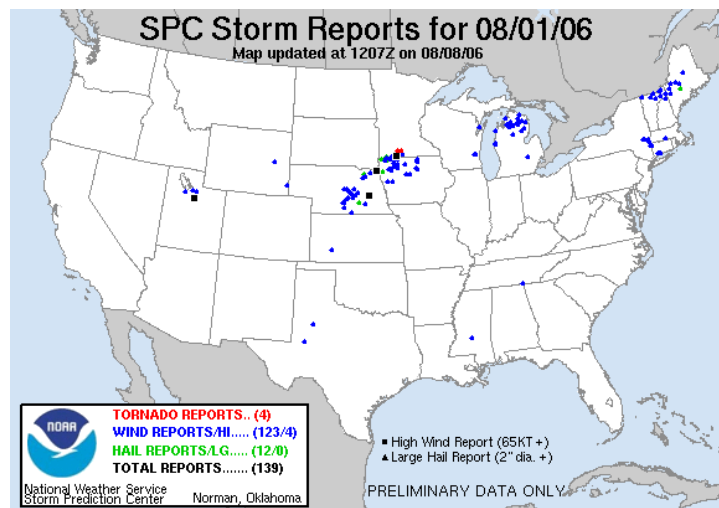 SPC Storm Reports for 08/01/06
Map updated at 1207Z on 08/08/06
NOAA
TORNADO REPORTS.. (4)
WIND REPORTS/HI..... (123/4)
HAIL REPORTS/LG..... (12/0)
TOTAL REPORTS....... (139)
National Weather Service
Storm Prediction Center
Norman, Oklahoma
High Wind Report (65KT +)
Large Hail Report (2" dia. +)
PRELIMINARY DATA ONLY